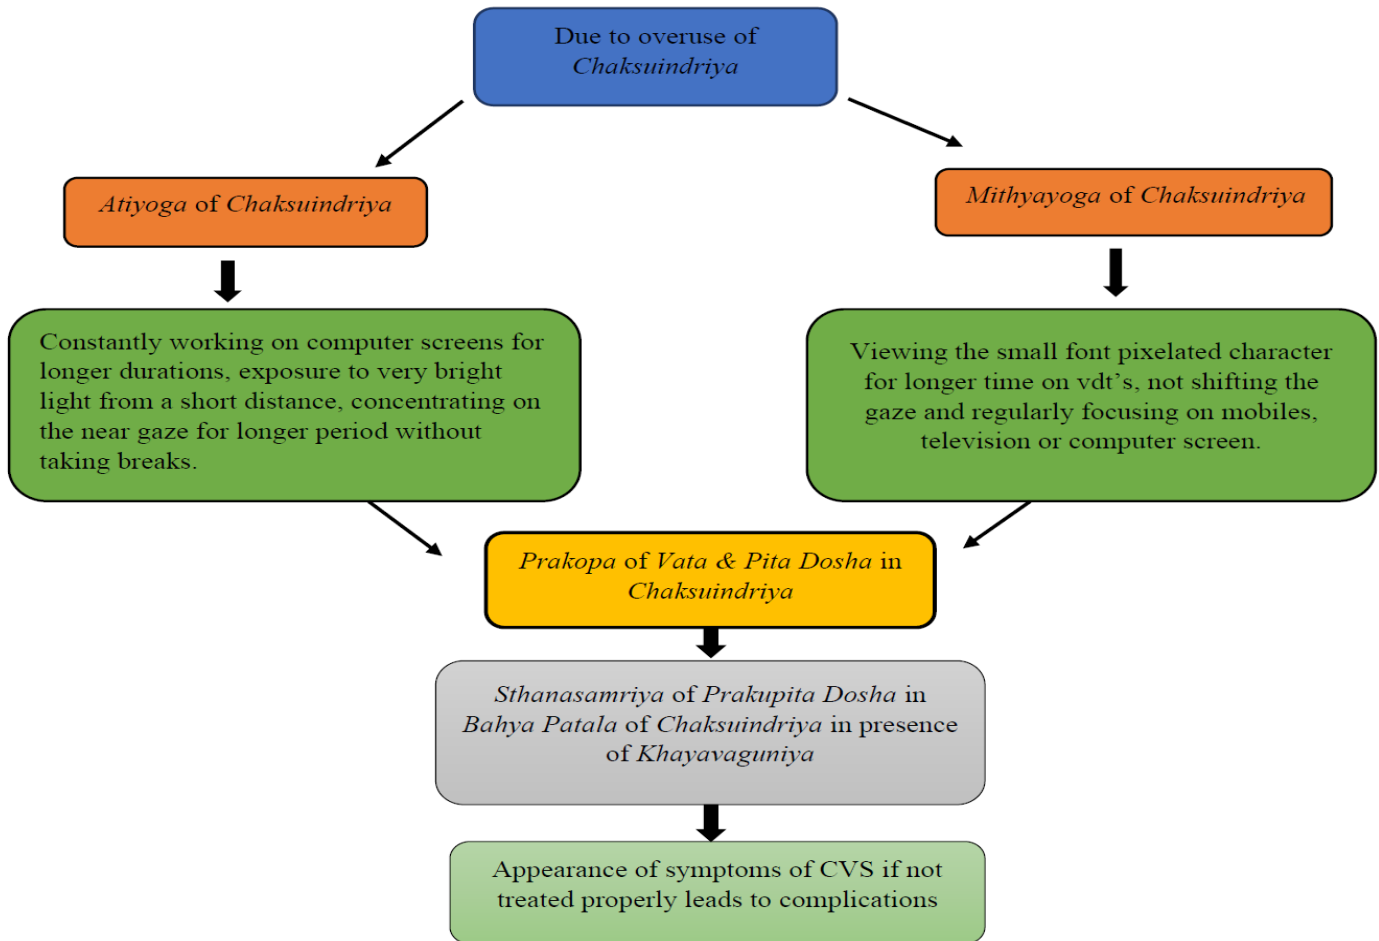 Due to overuse of
Chaksuindriya
Atiyoga of Chaksuindriya
Mithyayoga of Chaksuindriya
Constantly working on computer screens for
longer durations, exposure to very bright
light from a short distance, concentrating on
the near gaze for longer period without
taking breaks.
Viewing the small font pixelated character
for longer time on vdt’s, not shifting the
gaze and regularly focusing on mobiles,
television or computer screen.
Prakopa of Vata & Pita Dosha in
Chaksuindriya
Sthanasamriya of Prakupita Dosha in
Bahya Patala of Chaksuindriya in presence
of Khayavaguniya
Appearance of symptoms of CVS if not
treated properly leads to complications